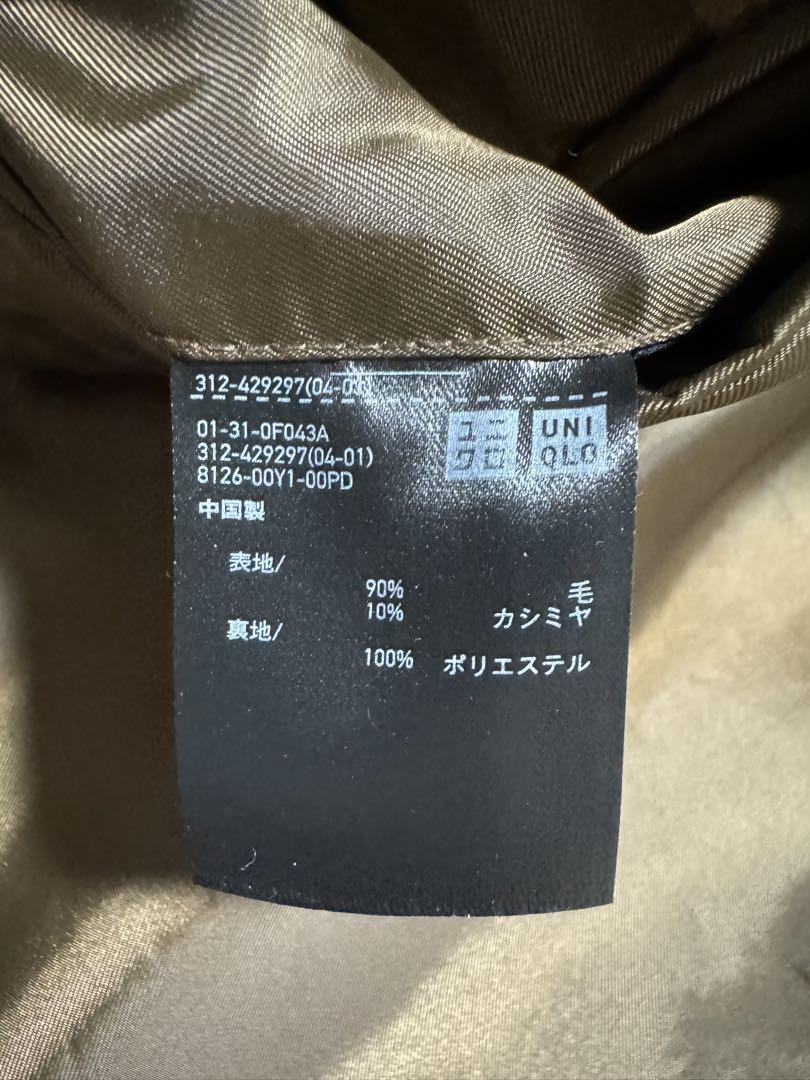 312-429297(04-01)
01-31-0F043A
312-429297(04-01)
8126-00Y1-00PD
ユニ
クロ
UNI
QLO
中国製
表地/
90% 毛
10% カシミヤ
裏地/
100% ポリエステル